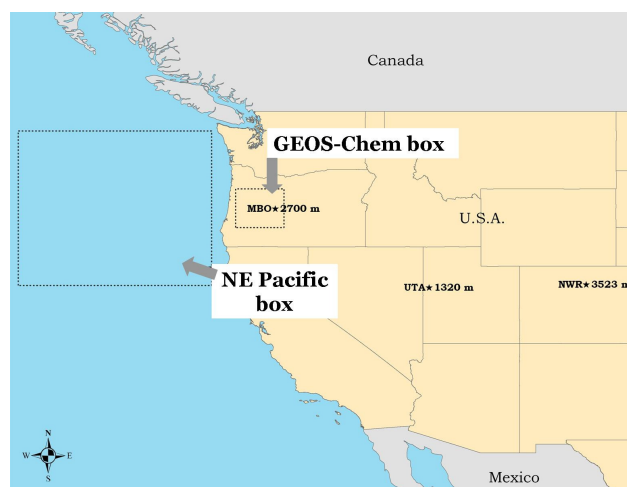 Canada
GEOS-Chem box
MBO★2700 m
U.S.A.
NE Pacific
box
UTA★1320 m
NWR★3523 m
N
W E
S
Mexico